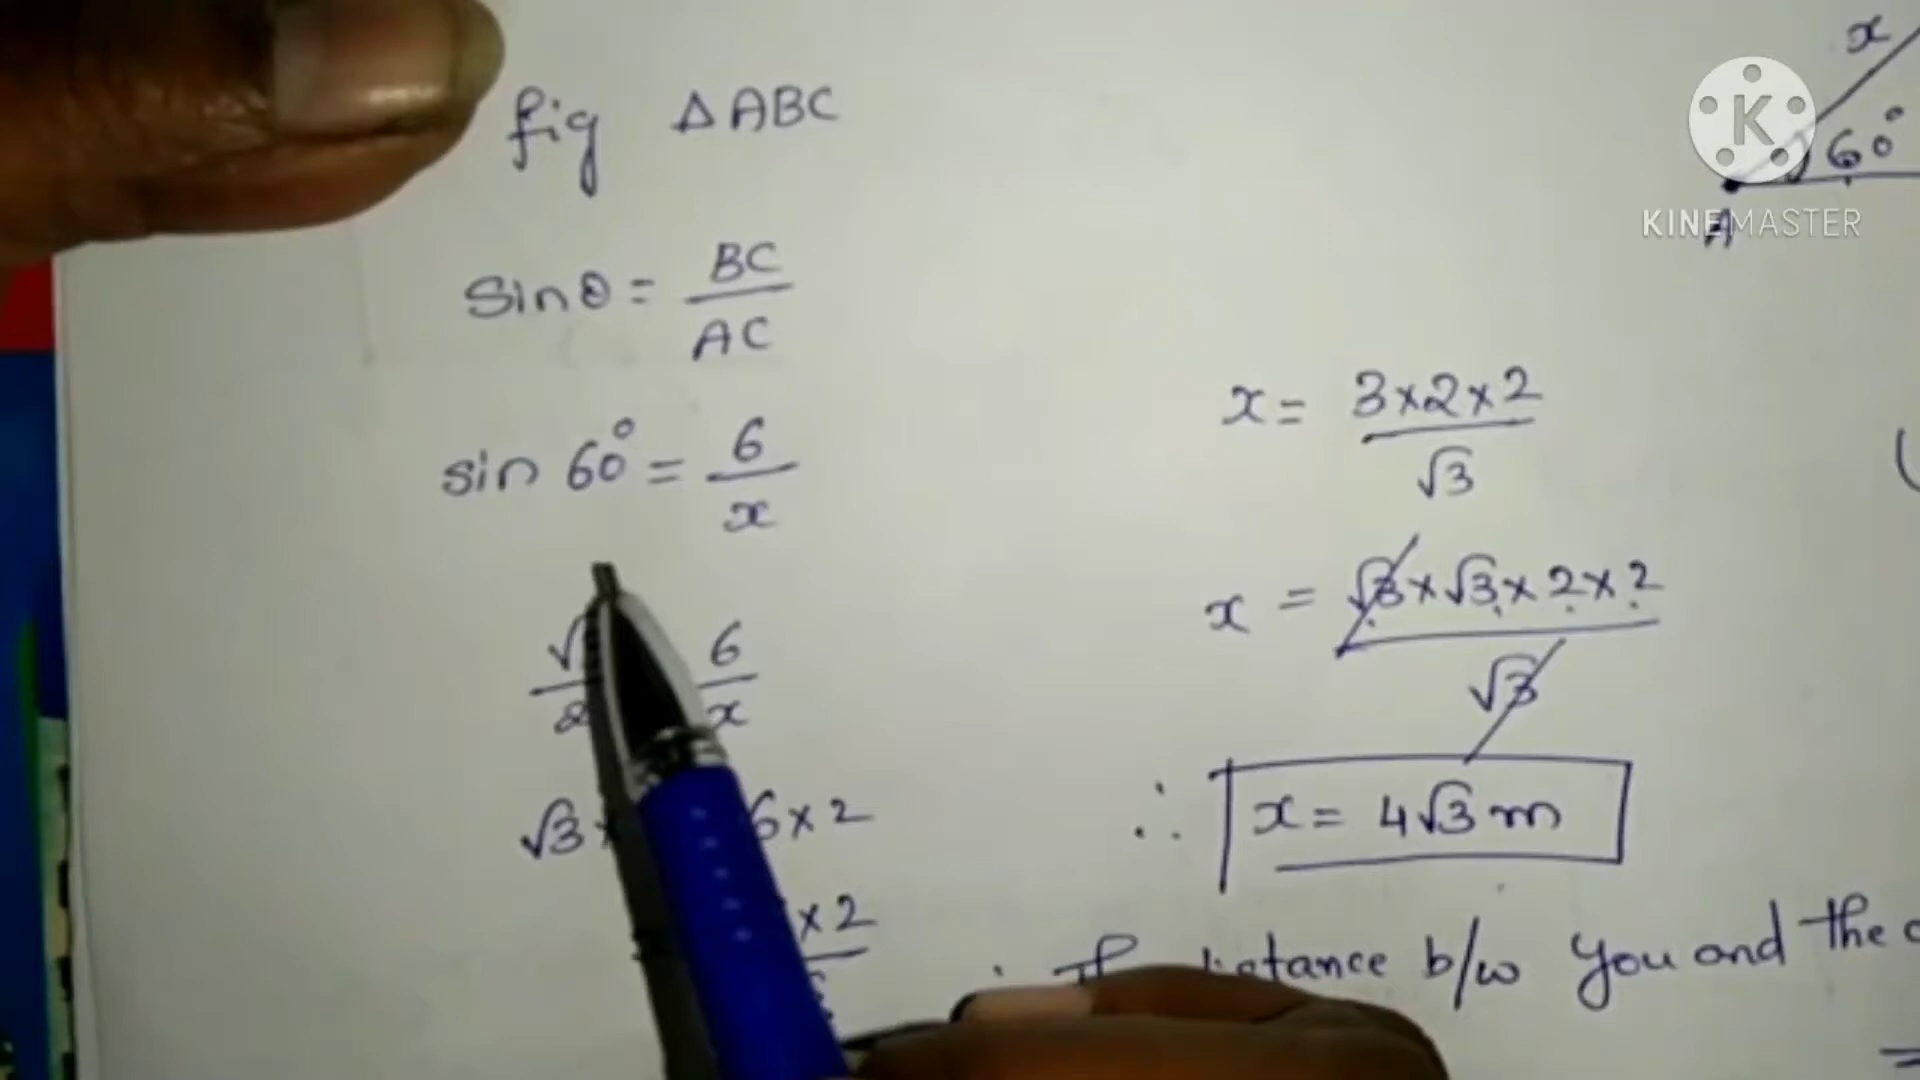 fig △ABC
Sinθ = BC/AC
sin 60° = 6/x
6/x
√3× 6×2
×2
x = 3×2×2/√3
x = √3×√3×2×2/√3
∴ x = 4√3 m
distance b/w you and the
x
60°
A
KINEMASTER